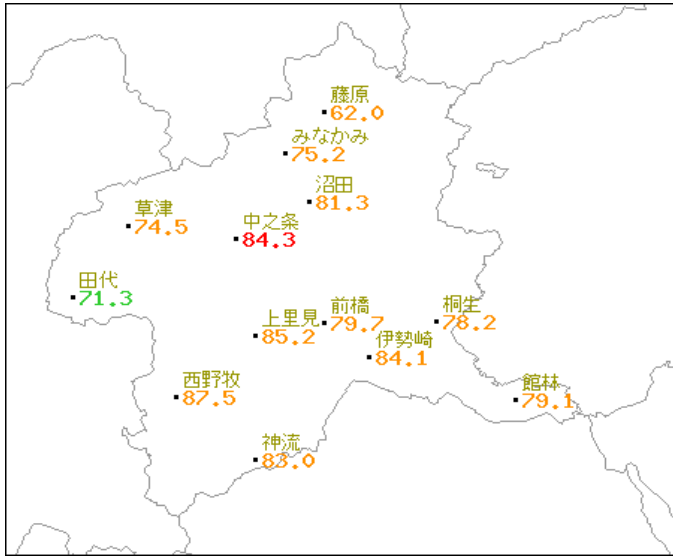 藤原
62.0
みなかみ
75.2
沼田
81.3
草津
74.5
中之条
84.3
田代
71.3
上里見
85.2
前橋
79.7
桐生
78.2
伊勢崎
84.1
西野牧
87.5
館林
79.1
神流
83.0